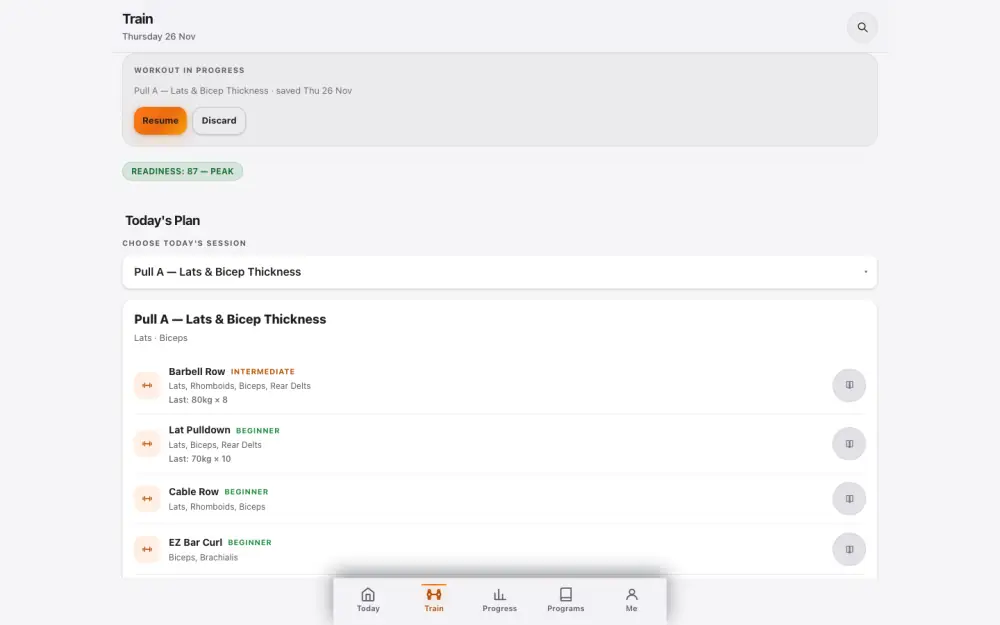 Train
Thursday 26 Nov
WORKOUT IN PROGRESS
Pull A — Lats & Bicep Thickness · saved Thu 26 Nov
Resume
Discard
READINESS: 87 — PEAK
Today's Plan
CHOOSE TODAY'S SESSION
Pull A — Lats & Bicep Thickness
Pull A — Lats & Bicep Thickness
Lats · Biceps
Barbell Row INTERMEDIATE
Lats, Rhomboids, Biceps, Rear Delts
Last: 80kg × 8
Lat Pulldown BEGINNER
Lats, Biceps, Rear Delts
Last: 70kg × 10
Cable Row BEGINNER
Lats, Rhomboids, Biceps
EZ Bar Curl BEGINNER
Biceps, Brachialis
Today
Train
Progress
Programs
Me